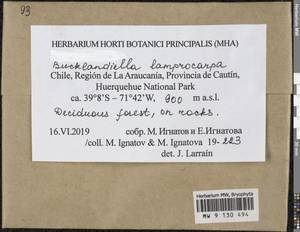 93
HERBARIUM HORTI BOTANICI PRINCIPALIS (MHA)
Bucklandiella lamprocarpa
Chile, Región de La Araucanía, Provincia de Cautín,
Huerquehue National Park
ca. 39°8'S – 71°42'W, 900 m a.s.l.
Deciduous forest, on rocks.
16.VI.2019 собр. М. Игнатов и Е.Игнатова
/coll. M. Ignatov & M. Ignatova 19-223
det. J. Larraín
Herbarium MW, Bryophyta
MW 9 130 494